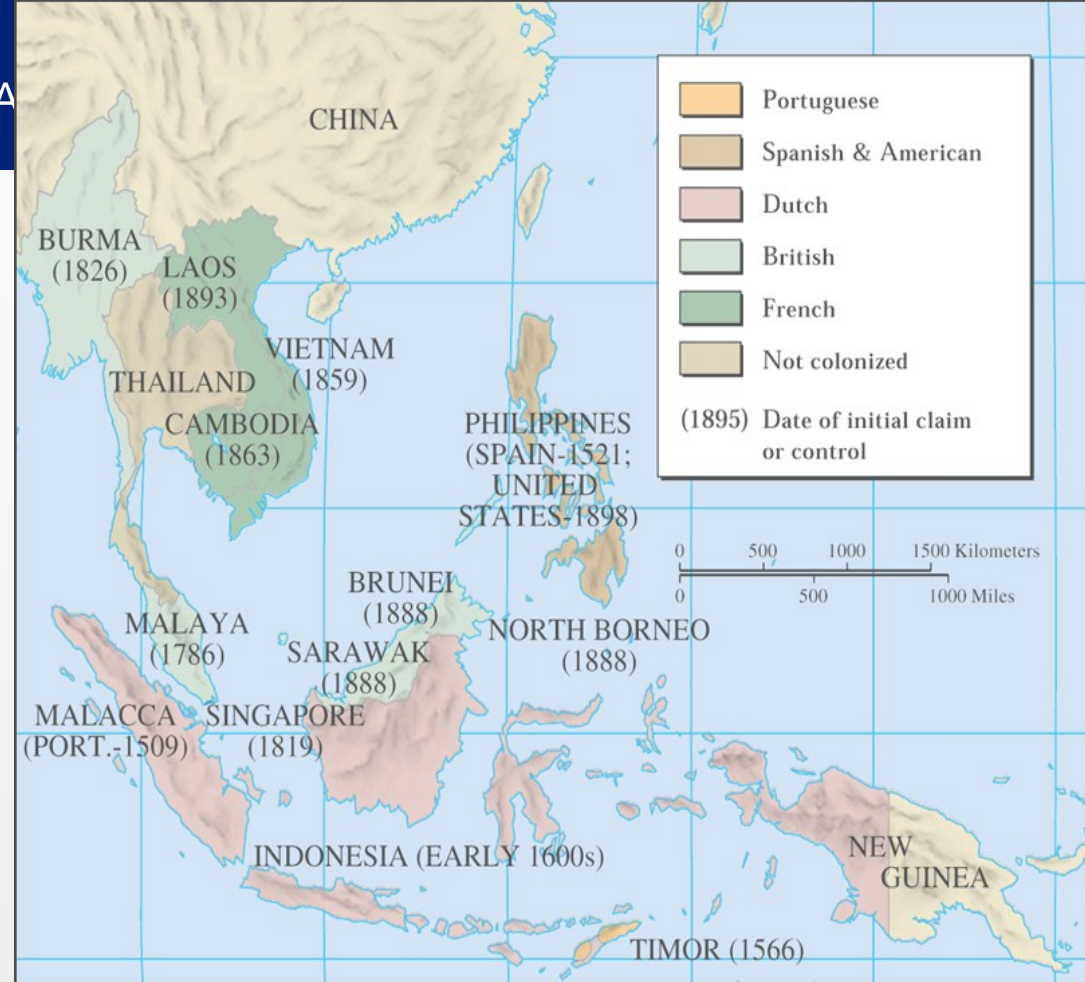 CHINA
Portuguese
Spanish & American
Dutch
British
French
Not colonized
(1895) Date of initial claim
or control
BURMA
(1826)
LAOS
(1893)
VIETNAM
(1859)
THAILAND
CAMBODIA
(1863)
PHILIPPINES
(SPAIN-1521;
UNITED
STATES-1898)
0 500 1000 1500 Kilometers
0 500 1000 Miles
BRUNEI
(1888)
NORTH BORNEO
(1888)
MALAYA
(1786)
SARAWAK
(1888)
MALACCA
(PORT.-1509)
SINGAPORE
(1819)
INDONESIA (EARLY 1600s)
NEW
GUINEA
TIMOR (1566)